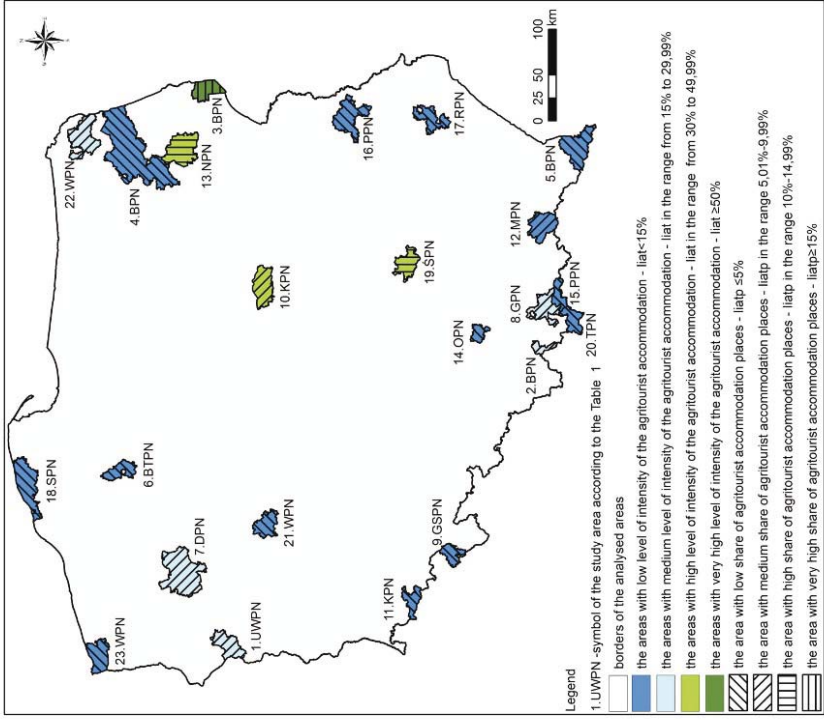 22.WPN
4.BPN
13.NPN
3.BPN
18.SPN
6.BTPN
7.DPN
23.WPN
1.UWPN
21.WPN
10.KPN
16.PPN
17.RPN
19.ŚPN
14.OPN
12.MPN
5.BPN
8.GPN
15.PPN
20.TPN
2.BPN
9.GSPN
11.KPN
0 25 50 100
km
Legend
1.UWPN -symbol of the study area according to the Table 1
borders of the analysed areas
the areas with low level of intensity of the agritourist accommodation - liat<15%
the areas with medium level of intensity of the agritourist accommodation - liat in the range from 15% to 29,99%
the areas with high level of intensity of the agritourist accommodation - liat in the range from 30% to 49,99%
the areas with very high level of intensity of the agritourist accommodation - liat ≥50%
the area with low share of agritourist accommodation places - liatp ≤5%
the area with medium share of agritourist accommodation places - liatp in the range 5,01%-9,99%
the area with high share of agritourist accommodation places - liatp in the range 10%-14,99%
the area with very high share of agritourist accommodation places - liatp≥15%